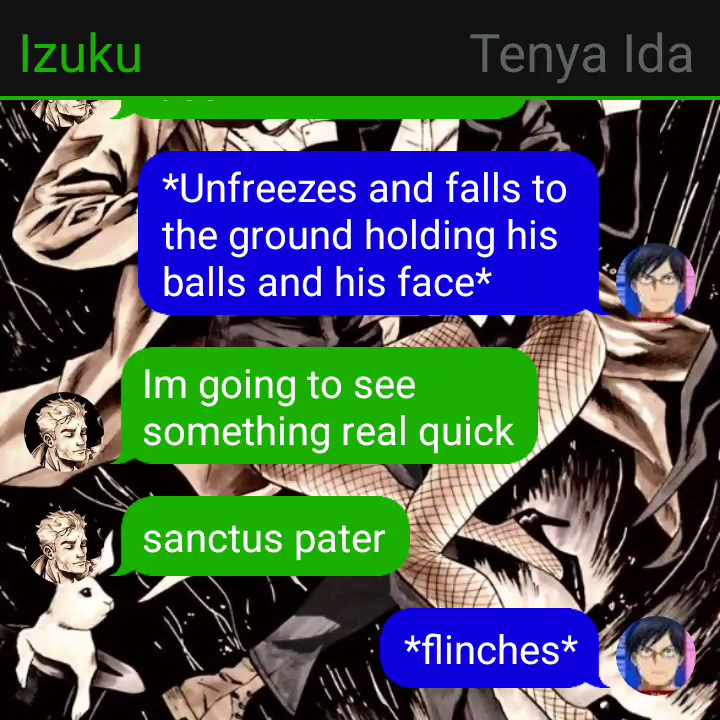 Izuku
Tenya Ida
*Unfreezes and falls to
the ground holding his
balls and his face*
Im going to see
something real quick
sanctus pater
*flinches*